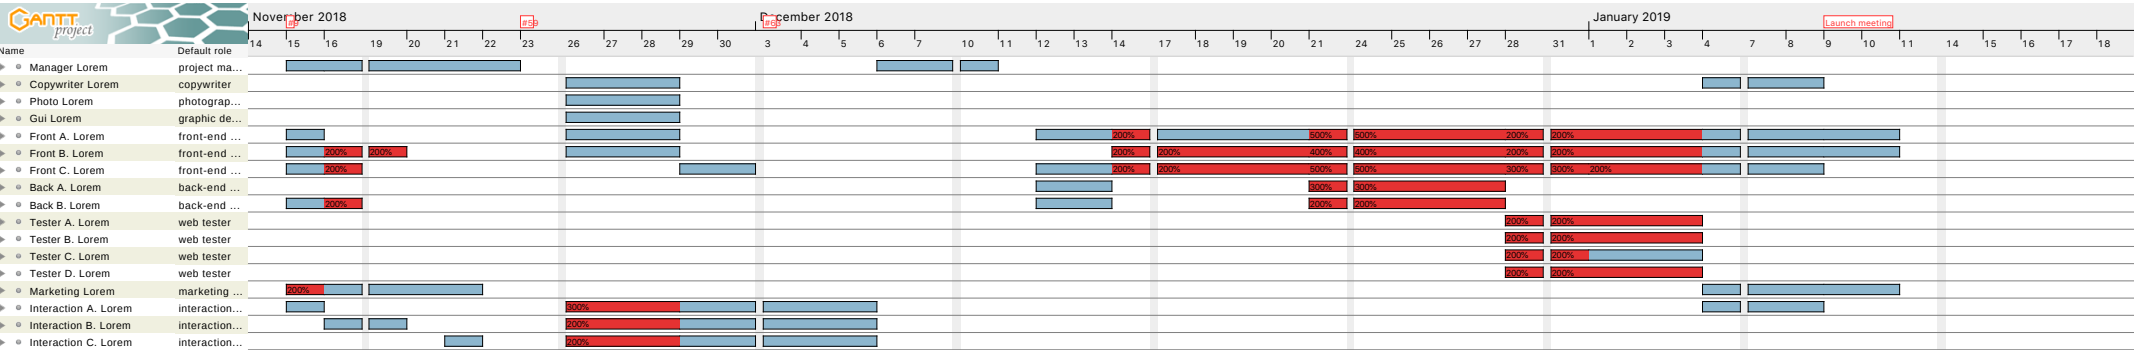 GANTT
project
November 2018 December 2018 January 2019
#59 Launch meeting
14 15 16 19 20 21 22 23 26 27 28 29 30 3 4 5 6 7 10 11 12 13 14 17 18 19 20 21 24 25 26 27 28 31 1 2 3 4 7 8 9 10 11 14 15 16 17 18
Name Default role
Manager Lorem project ma...
Copywriter Lorem copywriter
Photo Lorem photograp...
Gui Lorem graphic de...
Front A. Lorem front-end ... 200% 500% 500% 200% 200%
Front B. Lorem front-end ... 200% 200% 200% 200% 400% 400% 200% 200%
Front C. Lorem front-end ... 200% 200% 200% 500% 500% 300% 300% 200%
Back A. Lorem back-end ... 300% 300%
Back B. Lorem back-end ... 200% 200% 200%
Tester A. Lorem web tester 200% 200%
Tester B. Lorem web tester 200% 200%
Tester C. Lorem web tester 200% 200%
Tester D. Lorem web tester 200% 200%
Marketing Lorem marketing ... 200%
Interaction A. Lorem interaction... 300%
Interaction B. Lorem interaction... 200%
Interaction C. Lorem interaction... 200%